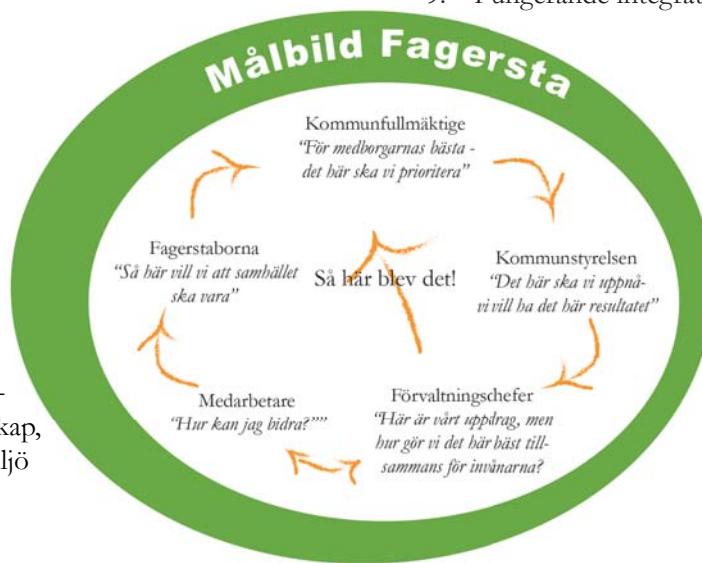 9. Fungerande integrat
Målbild Fagersta
Kommunfullmäktige
“För medborgarnas bästa -
det här ska vi prioritera”
Fagerstaborna
“Så här vill vi att samhället
ska vara”
Så här blev det!
Kommunstyrelsen
“Det här ska vi uppnå-
vi vill ha det här resultatet”
Medarbetare
“Hur kan jag bidra?””
Förvaltningschefer
“Här är vårt uppdrag, men
hur gör vi det här bäst till-
sammans för invånarna?
-
kap,
ljö